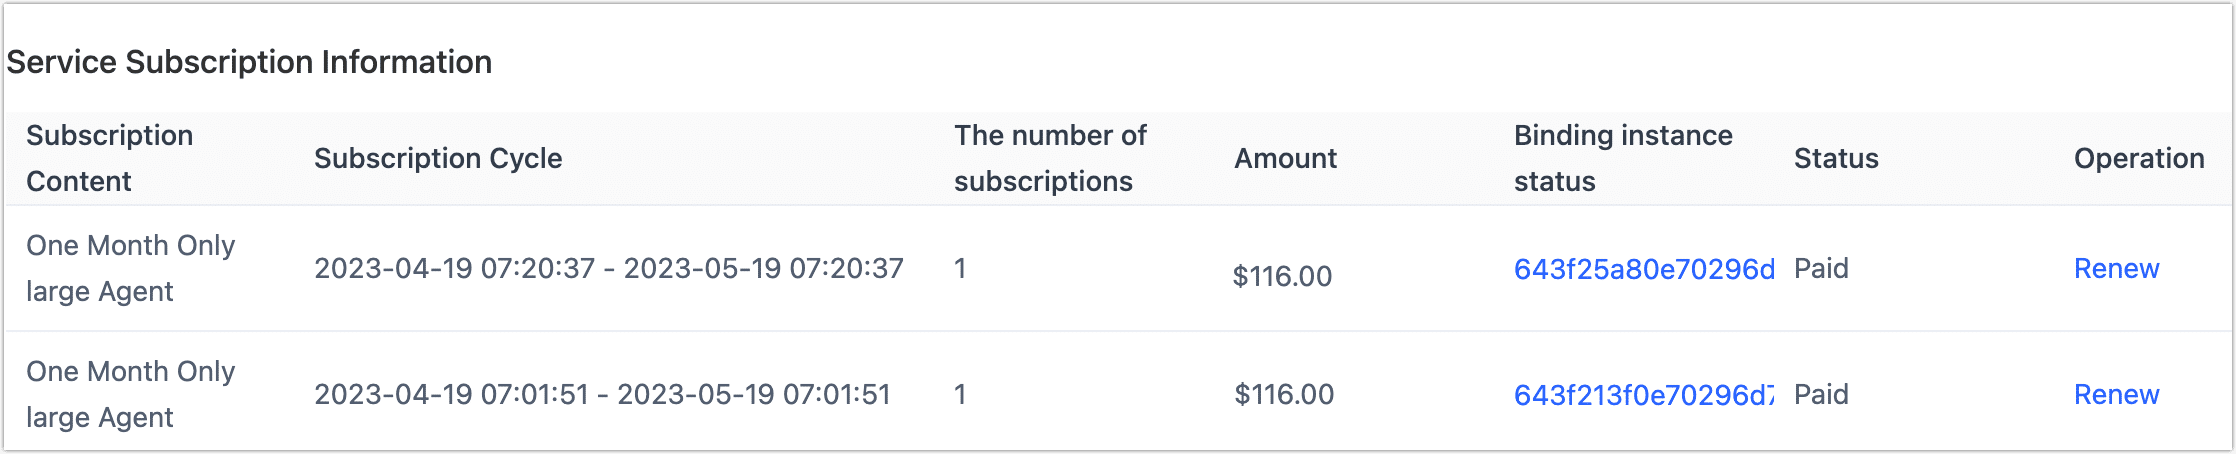 Service Subscription Information
Subscription Content Subscription Cycle The number of subscriptions Amount Binding instance status Status Operation
One Month Only large Agent 2023-04-19 07:20:37 - 2023-05-19 07:20:37 1 $116.00 643f25a80e70296d Paid Renew
One Month Only large Agent 2023-04-19 07:01:51 - 2023-05-19 07:01:51 1 $116.00 643f213f0e70296d7 Paid Renew